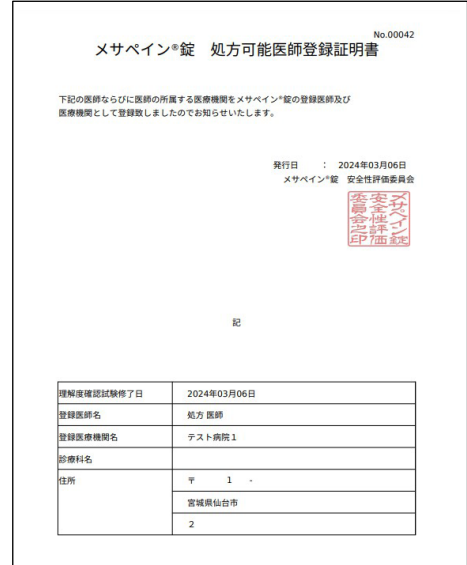 No.00042
メサペイン®錠 処方可能医師登録証明書
下記の医師ならびに医師の所属する医療機関をメサペイン®錠の登録医師及び
医療機関として登録致しましたのでお知らせいたします。
発行日 : 2024年03月06日
メサペイン®錠 安全性評価委員会
メサペイン錠
安全性評価
委員会之印
記
理解度確認試験修了日 2024年03月06日
登録医師名 処方 医師
登録医療機関名 テスト病院1
診療科名
住所 〒 1 -
宮城県仙台市
2